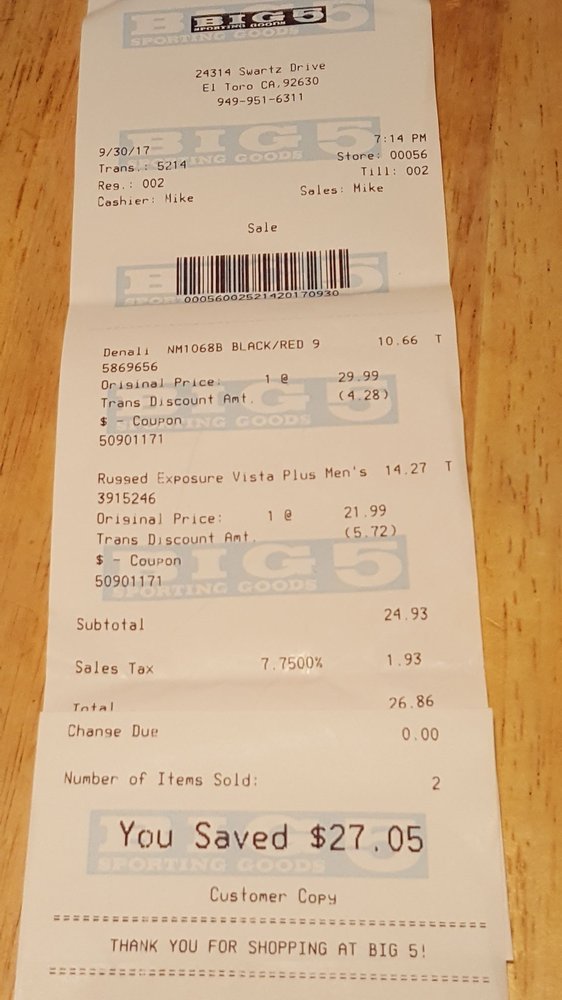 BIG 5
SPORTING GOODS
24314 Swartz Drive
El Toro CA,92630
949-951-6311
9/30/17 7:14 PM
Trans.: 5214 Store: 00056
Reg.: 002 Till: 002
Cashier: Mike Sales: Mike
Sale
00056002521420170930
Denali NM1068B BLACK/RED 9 10.66 T
5869656
Original Price: 1 @ 29.99
Trans Discount Amt. (4.28)
$ - Coupon
50901171
Rugged Exposure Vista Plus Men's 14.27 T
3915246
Original Price: 1 @ 21.99
Trans Discount Amt. (5.72)
$ - Coupon
50901171
Subtotal 24.93
Sales Tax 7.7500% 1.93
Total 26.86
Change Due 0.00
Number of Items Sold: 2
You Saved $27.05
Customer Copy
THANK YOU FOR SHOPPING AT BIG 5!